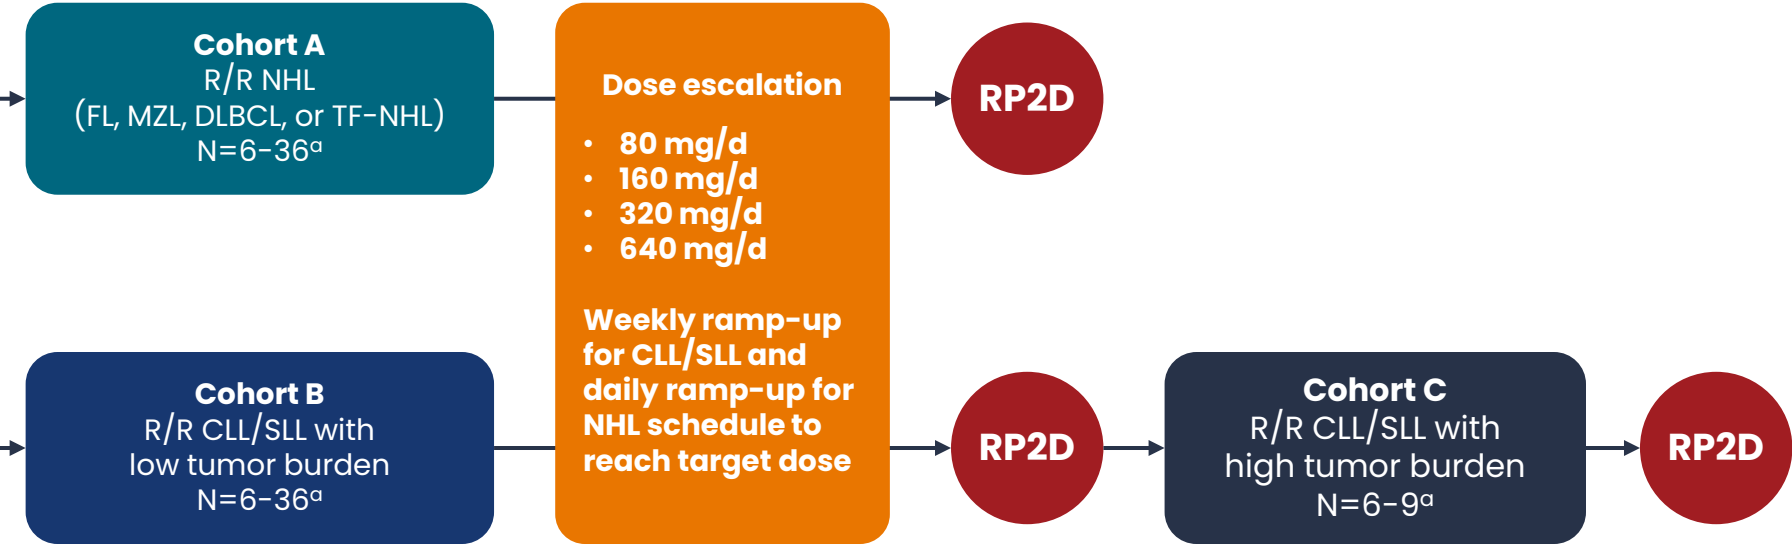 Cohort A
R/R NHL
(FL, MZL, DLBCL, or TF-NHL)
N=6-36ᵃ
Dose escalation
• 80 mg/d
• 160 mg/d
• 320 mg/d
• 640 mg/d
Weekly ramp-up
for CLL/SLL and
daily ramp-up for
NHL schedule to
reach target dose
RP2D
Cohort B
R/R CLL/SLL with
low tumor burden
N=6-36ᵃ
RP2D
Cohort C
R/R CLL/SLL with
high tumor burden
N=6-9ᵃ
RP2D